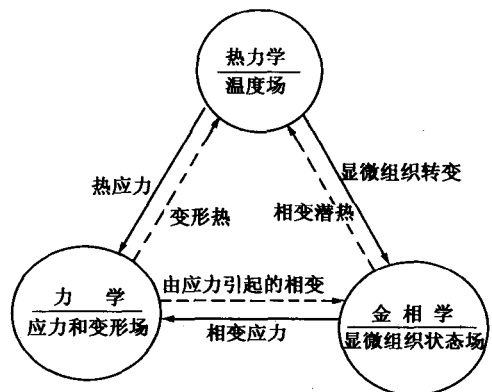 热力学
温度场
热应力
显微组织转变
变形热
相变潜热
由应力引起的相变
力 学
应力和变形场
金相学
显微组织状态场
相变应力